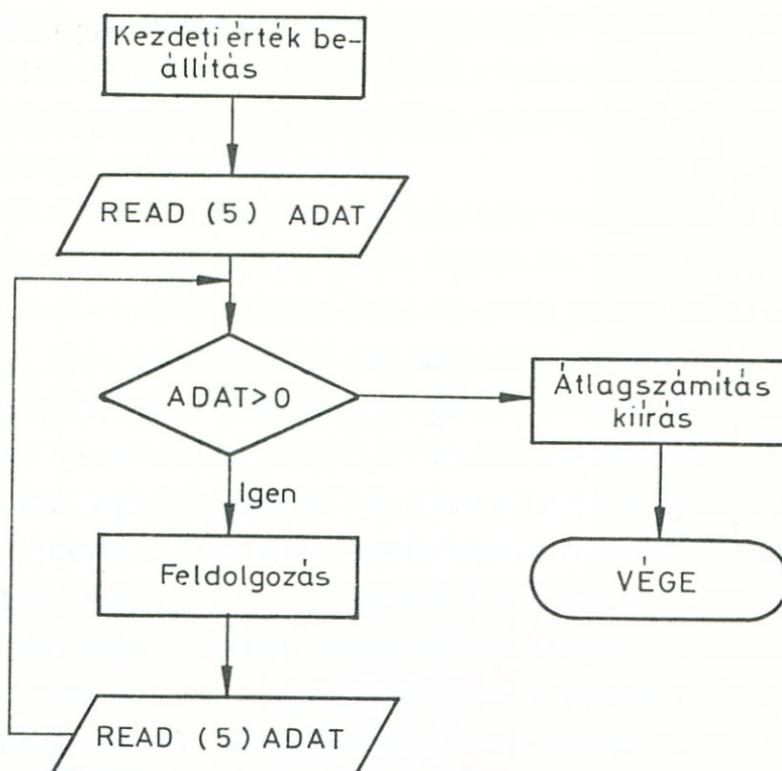 Kezdeti érték be-
állítás
READ (5) ADAT
ADAT>0
Átlagszámítás
kiírás
Igen
Feldolgozás
VÉGE
READ (5) ADAT